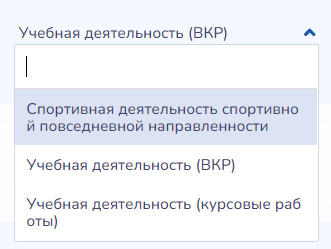 Учебная деятельность (ВКР)
Спортивная деятельность спортивно
й повседневной направленности
Учебная деятельность (ВКР)
Учебная деятельность (курсовые раб
оты)